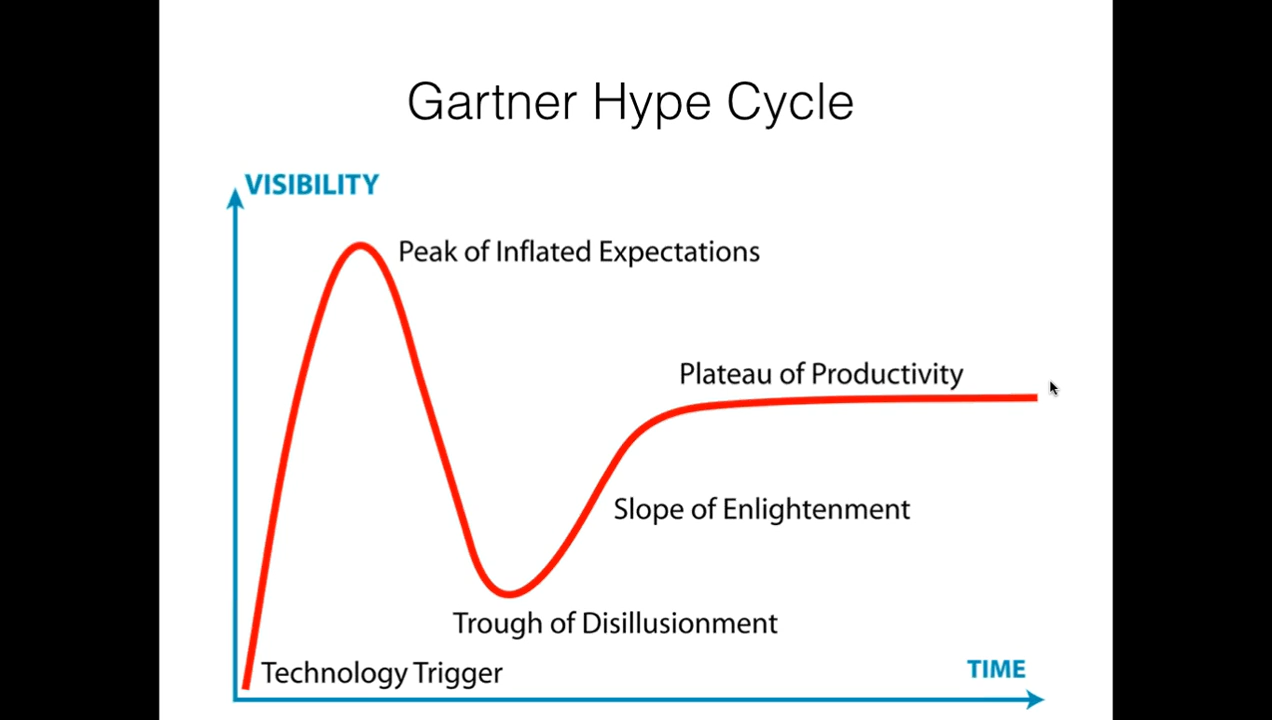 Gartner Hype Cycle
VISIBILITY
Peak of Inflated Expectations
Plateau of Productivity
Slope of Enlightenment
Trough of Disillusionment
Technology Trigger
TIME